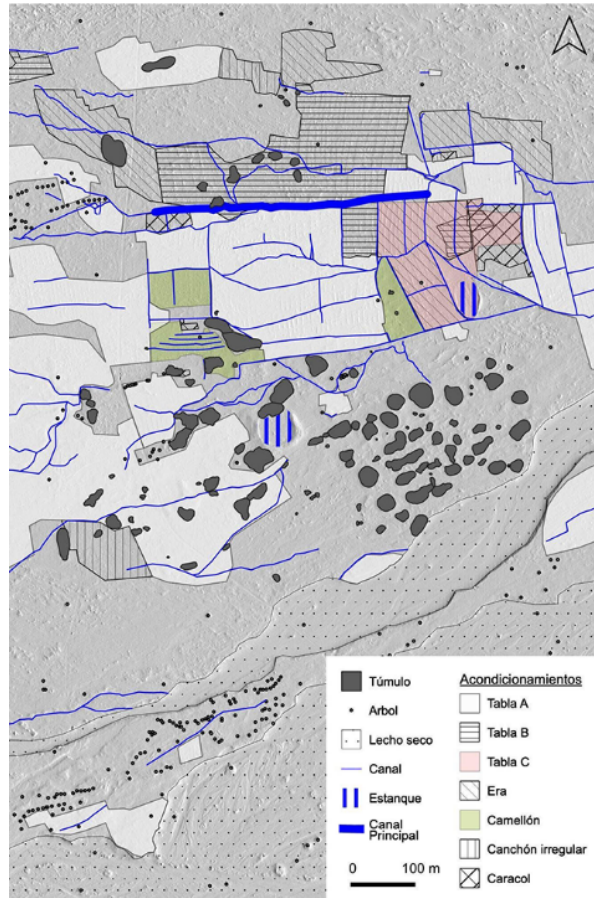 Túmulo
Arbol
Lecho seco
Canal
Estanque
Canal
Principal
0 100 m
Acondicionamientos
Tabla A
Tabla B
Tabla C
Era
Camellón
Canchón irregular
Caracol